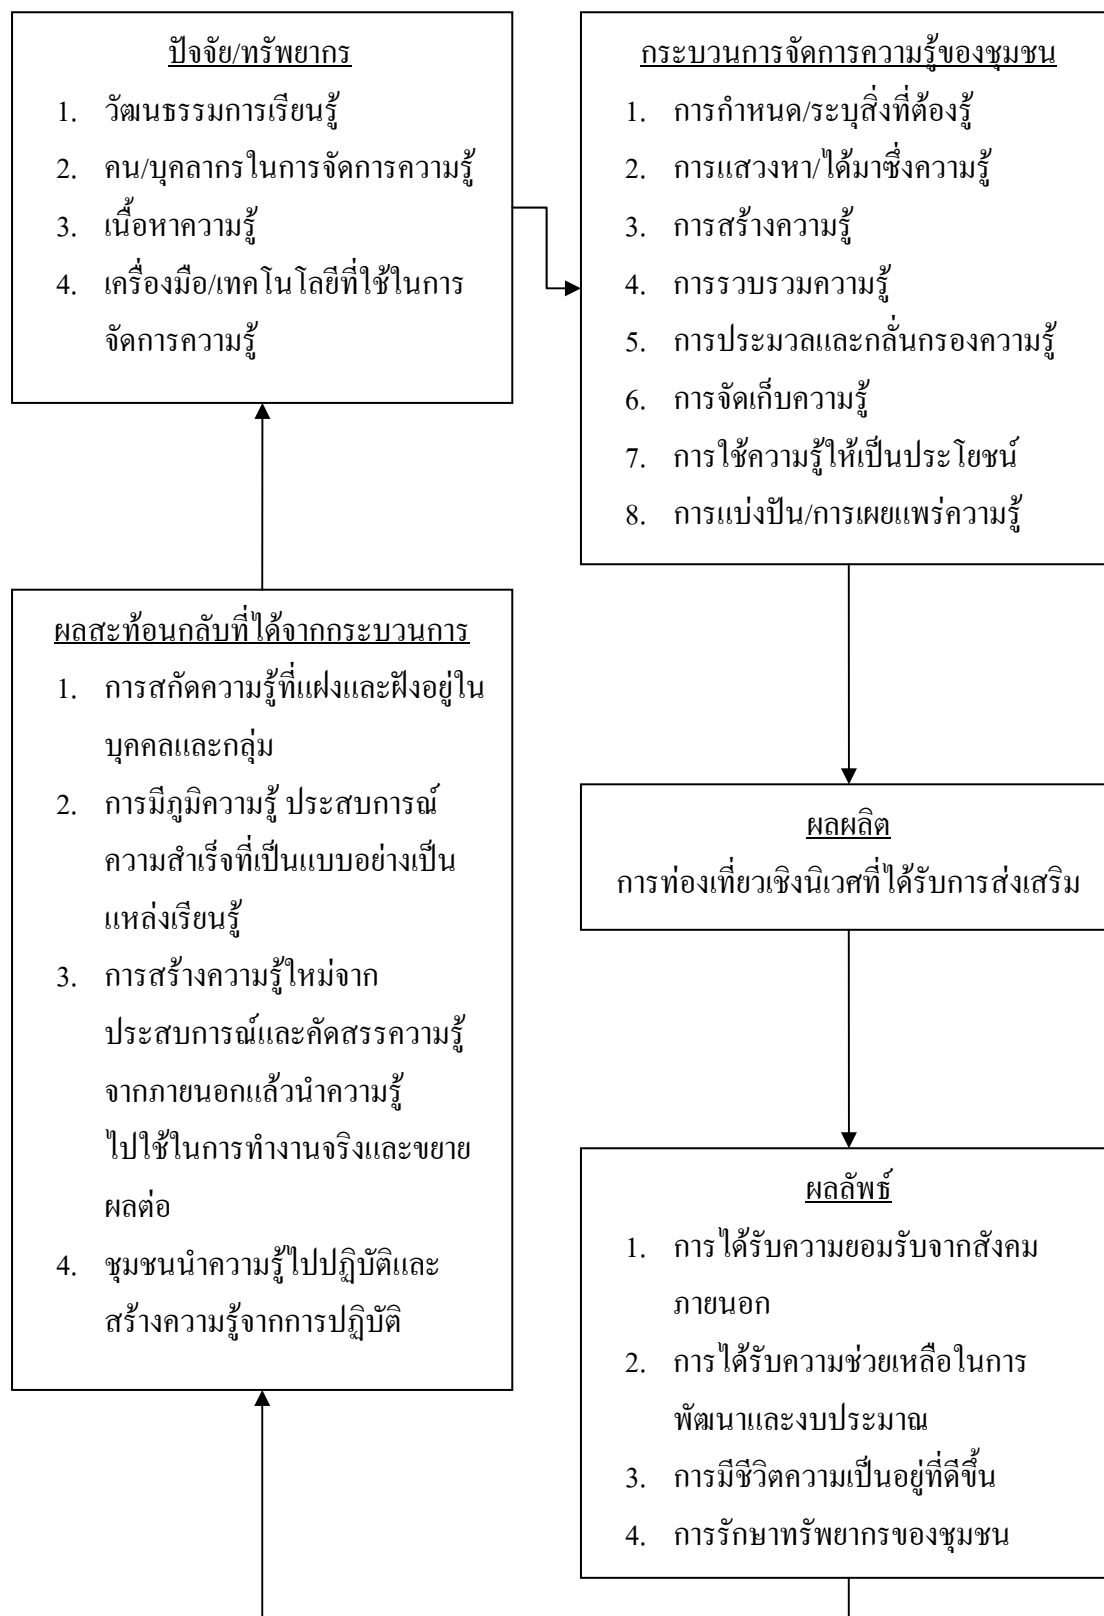 ปัจจัย/ทรัพยากร
1. วัฒนธรรมการเรียนรู้
2. คน/บุคลากรในการจัดการความรู้
3. เนื้อหาความรู้
4. เครื่องมือ/เทคโนโลยีที่ใช้ในการ
จัดการความรู้
กระบวนการจัดการความรู้ของชุมชน
1. การกำหนด/ระบุสิ่งที่ต้องรู้
2. การแสวงหา/ได้มาซึ่งความรู้
3. การสร้างความรู้
4. การรวบรวมความรู้
5. การประมวลและกลั่นกรองความรู้
6. การจัดเก็บความรู้
7. การใช้ความรู้ให้เป็นประโยชน์
8. การแบ่งปัน/การเผยแพร่ความรู้
ผลผลิต
การท่องเที่ยวเชิงนิเวศที่ได้รับการส่งเสริม
ผลลัพธ์
1. การได้รับความยอมรับจากสังคม
ภายนอก
2. การได้รับความช่วยเหลือในการ
พัฒนาและงบประมาณ
3. การมีชีวิตความเป็นอยู่ที่ดีขึ้น
4. การรักษาทรัพยากรของชุมชน
ผลสะท้อนกลับที่ได้จากกระบวนการ
1. การสกัดความรู้ที่แฝงและฝังอยู่ใน
บุคคลและกลุ่ม
2. การมีภูมิความรู้ ประสบการณ์
ความสำเร็จที่เป็นแบบอย่างเป็น
แหล่งเรียนรู้
3. การสร้างความรู้ใหม่จาก
ประสบการณ์และคัดสรรความรู้
จากภายนอกแล้วนำความรู้
ไปใช้ในการทำงานจริงและขยาย
ผลต่อ
4. ชุมชนนำความรู้ไปปฏิบัติและ
สร้างความรู้จากการปฏิบัติ